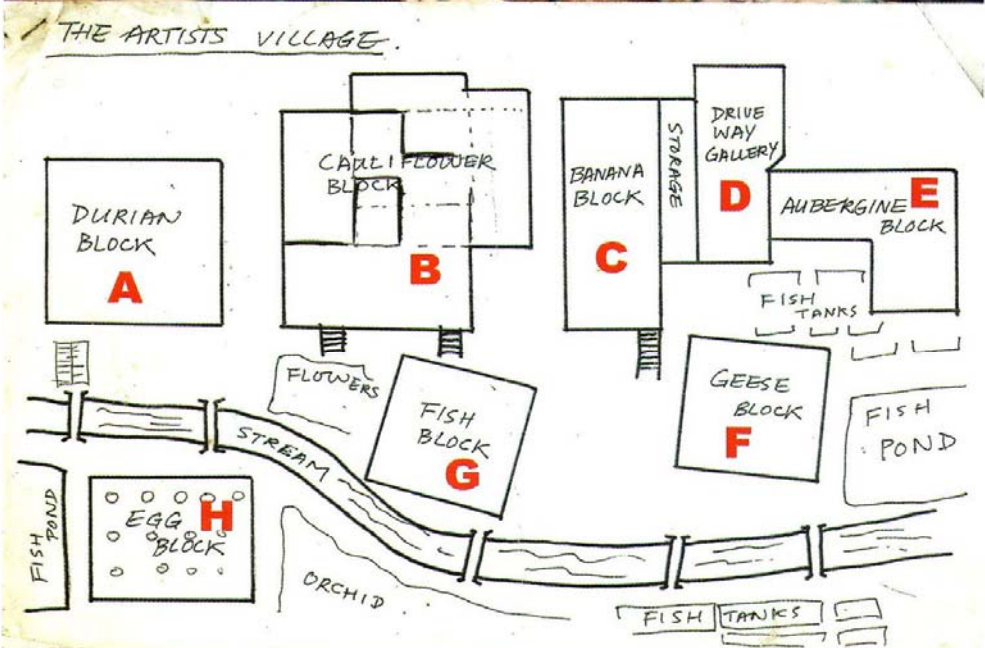 THE ARTISTS VILLAGE.
DURIAN
BLOCK
A
CAULIFLOWER
BLOCK
B
BANANA
BLOCK
C
STORAGE
DRIVE
WAY
GALLERY
D
AUBERGINE
BLOCK
E
FISH
TANKS
FLOWERS
FISH
BLOCK
G
GEESE
BLOCK
F
FISH
POND
STREAM
FISH POND
EGG
BLOCK
H
ORCHID
FISH TANKS